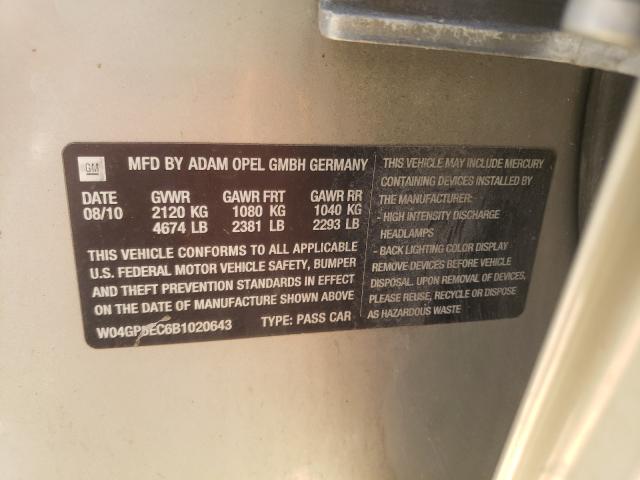 GM
MFD BY ADAM OPEL GMBH GERMANY
DATE GVWR GAWR FRT GAWR RR
08/10 2120 KG 1080 KG 1040 KG
4674 LB 2381 LB 2293 LB
THIS VEHICLE CONFORMS TO ALL APPLICABLE
U.S. FEDERAL MOTOR VEHICLE SAFETY, BUMPER
AND THEFT PREVENTION STANDARDS IN EFFECT
ON THE DATE OF MANUFACTURE SHOWN ABOVE
W04GP5EC6B1020643 TYPE: PASS CAR
THIS VEHICLE MAY INCLUDE MERCURY
CONTAINING DEVICES INSTALLED BY
THE MANUFACTURER:
- HIGH INTENSITY DISCHARGE
HEADLAMPS
- BACK LIGHTING COLOR DISPLAY
REMOVE DEVICES BEFORE VEHICLE
DISPOSAL. UPON REMOVAL OF DEVICES,
PLEASE REUSE, RECYCLE OR DISPOSE
AS HAZARDOUS WASTE